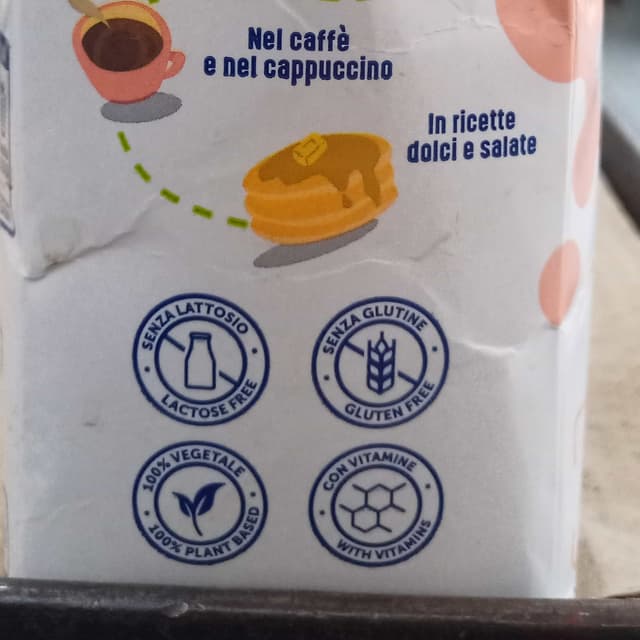 Nel caffè
e nel cappuccino
In ricette
dolci e salate
SENZA LATTOSIO
LACTOSE FREE
SENZA GLUTINE
GLUTEN FREE
100% VEGETALE
100% PLANT BASED
CON VITAMINE
WITH VITAMINS